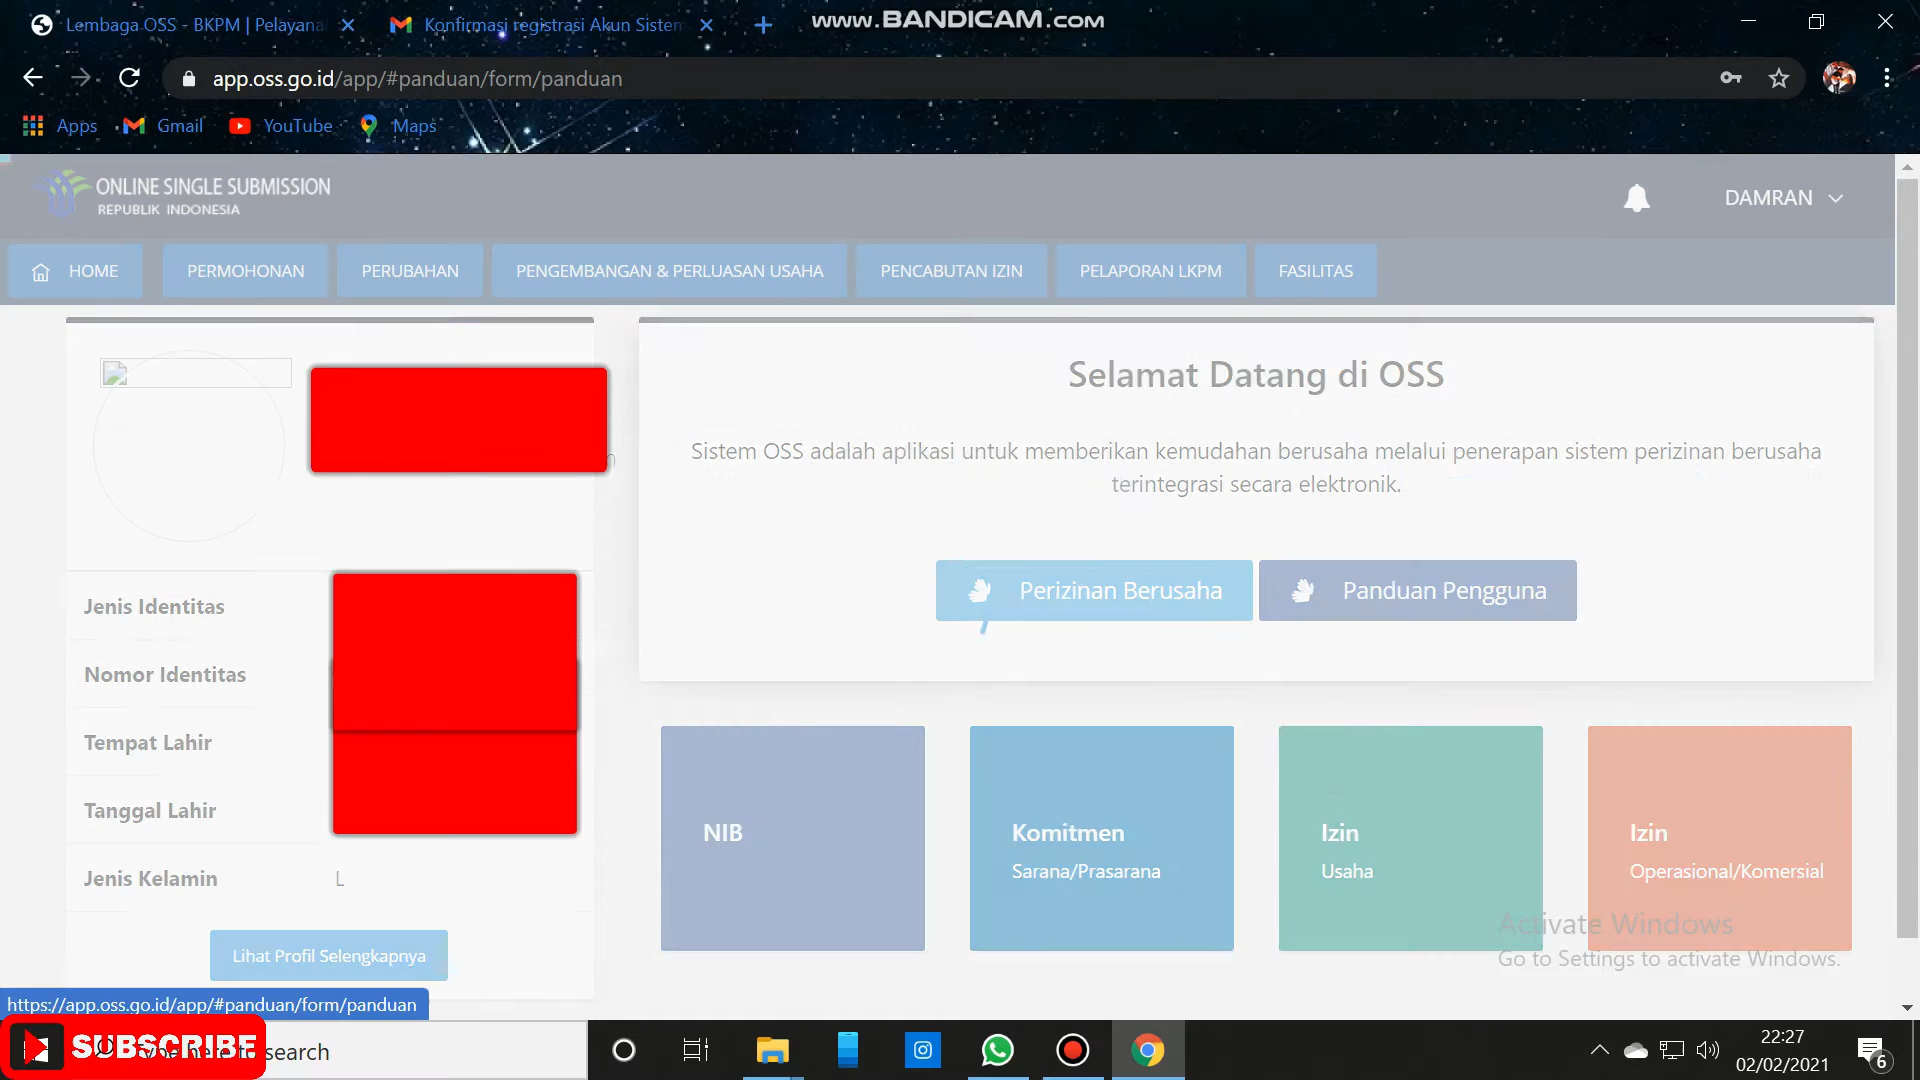 Lembaga OSS - BKPM | Pelayana
Konfirmasi registrasi Akun Sistem
www.BANDICAM.com
app.oss.go.id/app/#panduan/form/panduan
Apps
Gmail
YouTube
Maps
ONLINE SINGLE SUBMISSION
REPUBLIK INDONESIA
DAMRAN
HOME
PERMOHONAN
PERUBAHAN
PENGEMBANGAN & PERLUASAN USAHA
PENCABUTAN IZIN
PELAPORAN LKPM
FASILITAS
Selamat Datang di OSS
Sistem OSS adalah aplikasi untuk memberikan kemudahan berusaha melalui penerapan sistem perizinan berusaha
terintegrasi secara elektronik.
Perizinan Berusaha
Panduan Pengguna
Jenis Identitas
Nomor Identitas
Tempat Lahir
Tanggal Lahir
Jenis Kelamin
L
Lihat Profil Selengkapnya
NIB
Komitmen
Sarana/Prasarana
Izin
Usaha
Izin
Operasional/Komersial
Activate Windows
Go to Settings to activate Windows.
https://app.oss.go.id/app/#panduan/form/panduan
SUBSCRIBE
search
22:27
02/02/2021
6